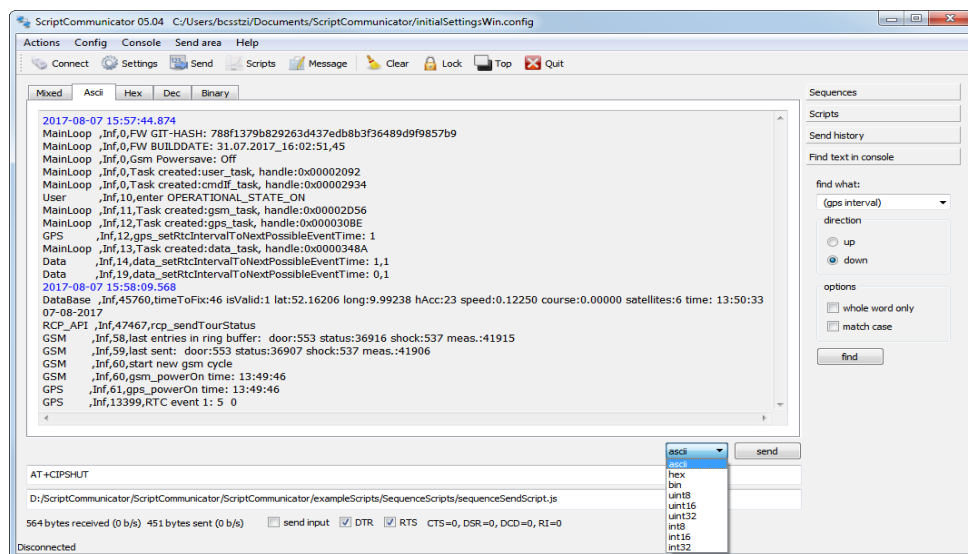 ScriptCommunicator 05.04 C:/Users/bcsstzi/Documents/ScriptCommunicator/initialSettingsWin.config
Actions Config Console Send area Help
Connect Settings Send Scripts Message Clear Lock Top Quit
Mixed Ascii Hex Dec Binary
2017-08-07 15:57:44.874
MainLoop ,Inf,0,FW GIT-HASH: 788f1379b829263d437edb8b3f36489d9f9857b9
MainLoop ,Inf,0,FW BUILDDATE: 31.07.2017_16:02:51,45
MainLoop ,Inf,0,Gsm Powersave: Off
MainLoop ,Inf,0,Task created:user_task, handle:0x00002092
MainLoop ,Inf,0,Task created:cmdIf_task, handle:0x00002934
User ,Inf,10,enter OPERATIONAL_STATE_ON
MainLoop ,Inf,11,Task created:gsm_task, handle:0x00002D56
MainLoop ,Inf,12,Task created:gps_task, handle:0x000030BE
GPS ,Inf,12,gps_setRtcIntervalToNextPossibleEventTime: 1
MainLoop ,Inf,13,Task created:data_task, handle:0x0000348A
Data ,Inf,14,data_setRtcIntervalToNextPossibleEventTime: 1,1
Data ,Inf,19,data_setRtcIntervalToNextPossibleEventTime: 0,1
2017-08-07 15:58:09.568
DataBase ,Inf,45760,timeToFix:46 isValid:1 lat:52.16206 long:9.99238 hAcc:23 speed:0.12250 course:0.00000 satellites:6 time: 13:50:33
07-08-2017
RCP_API ,Inf,47467,rcp_sendTourStatus
GSM ,Inf,58,last entries in ring buffer: door:553 status:36916 shock:537 meas.:41915
GSM ,Inf,59,last sent: door:553 status:36907 shock:537 meas.:41906
GSM ,Inf,60,start new gsm cycle
GSM ,Inf,60,gsm_powerOn time: 13:49:46
GPS ,Inf,61,gps_powerOn time: 13:49:46
GPS ,Inf,13399,RTC event 1: 5 0
Sequences
Scripts
Send history
Find text in console
find what:
(gps interval)
direction
up
down
options
whole word only
match case
find
ascii send
ascii
hex
bin
uint8
uint16
uint32
int8
int16
int32
AT+CIPSHUT
D:/ScriptCommunicator/ScriptCommunicator/ScriptCommunicator/exampleScripts/SequenceScripts/sequenceSendScript.js
564 bytes received (0 b/s) 451 bytes sent (0 b/s) send input DTR RTS CTS=0, DSR=0, DCD=0, RI=0
Disconnected